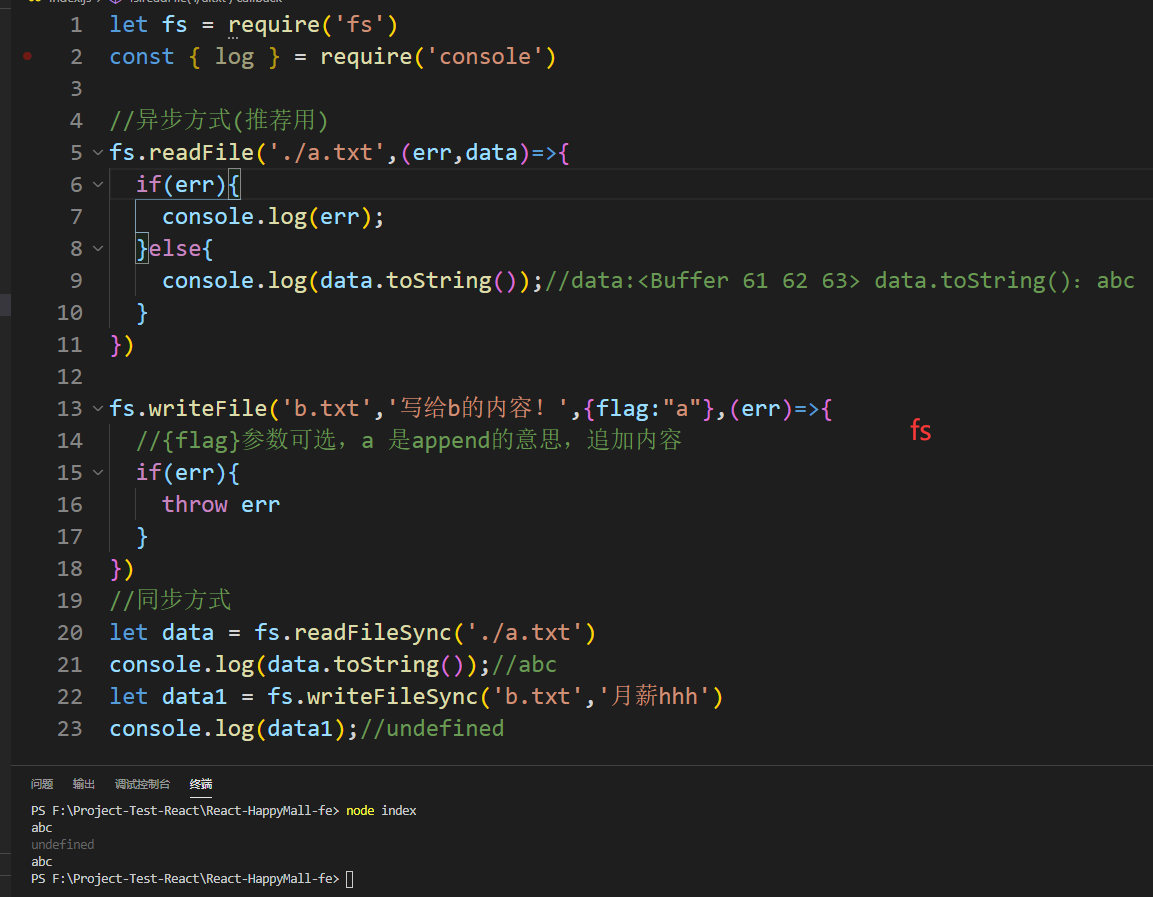 1 let fs = require('fs')
2 const { log } = require('console')
3
4 //异步方式(推荐用)
5 fs.readFile('./a.txt',(err,data)=>{
6 if(err){
7 console.log(err);
8 }else{
9 console.log(data.toString());//data:<Buffer 61 62 63> data.toString()：abc
10 }
11 })
12
13 fs.writeFile('b.txt','写给b的内容！',{flag:"a"},(err)=>{
fs
14 //{flag}参数可选，a 是append的意思，追加内容
15 if(err){
16 throw err
17 }
18 })
19 //同步方式
20 let data = fs.readFileSync('./a.txt')
21 console.log(data.toString());//abc
22 let data1 = fs.writeFileSync('b.txt','月薪hhh')
23 console.log(data1);//undefined
问题 输出 调试控制台 终端
PS F:\Project-Test-React\React-HappyMall-fe> node index
abc
undefined
abc
PS F:\Project-Test-React\React-HappyMall-fe>